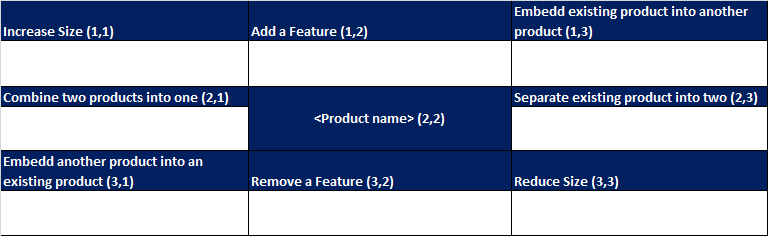 Increase Size (1,1)
Add a Feature (1,2)
Embedd existing product into another
product (1,3)
Combine two products into one (2,1)
<Product name> (2,2)
Separate existing product into two (2,3)
Embedd another product into an
existing product (3,1)
Remove a Feature (3,2)
Reduce Size (3,3)